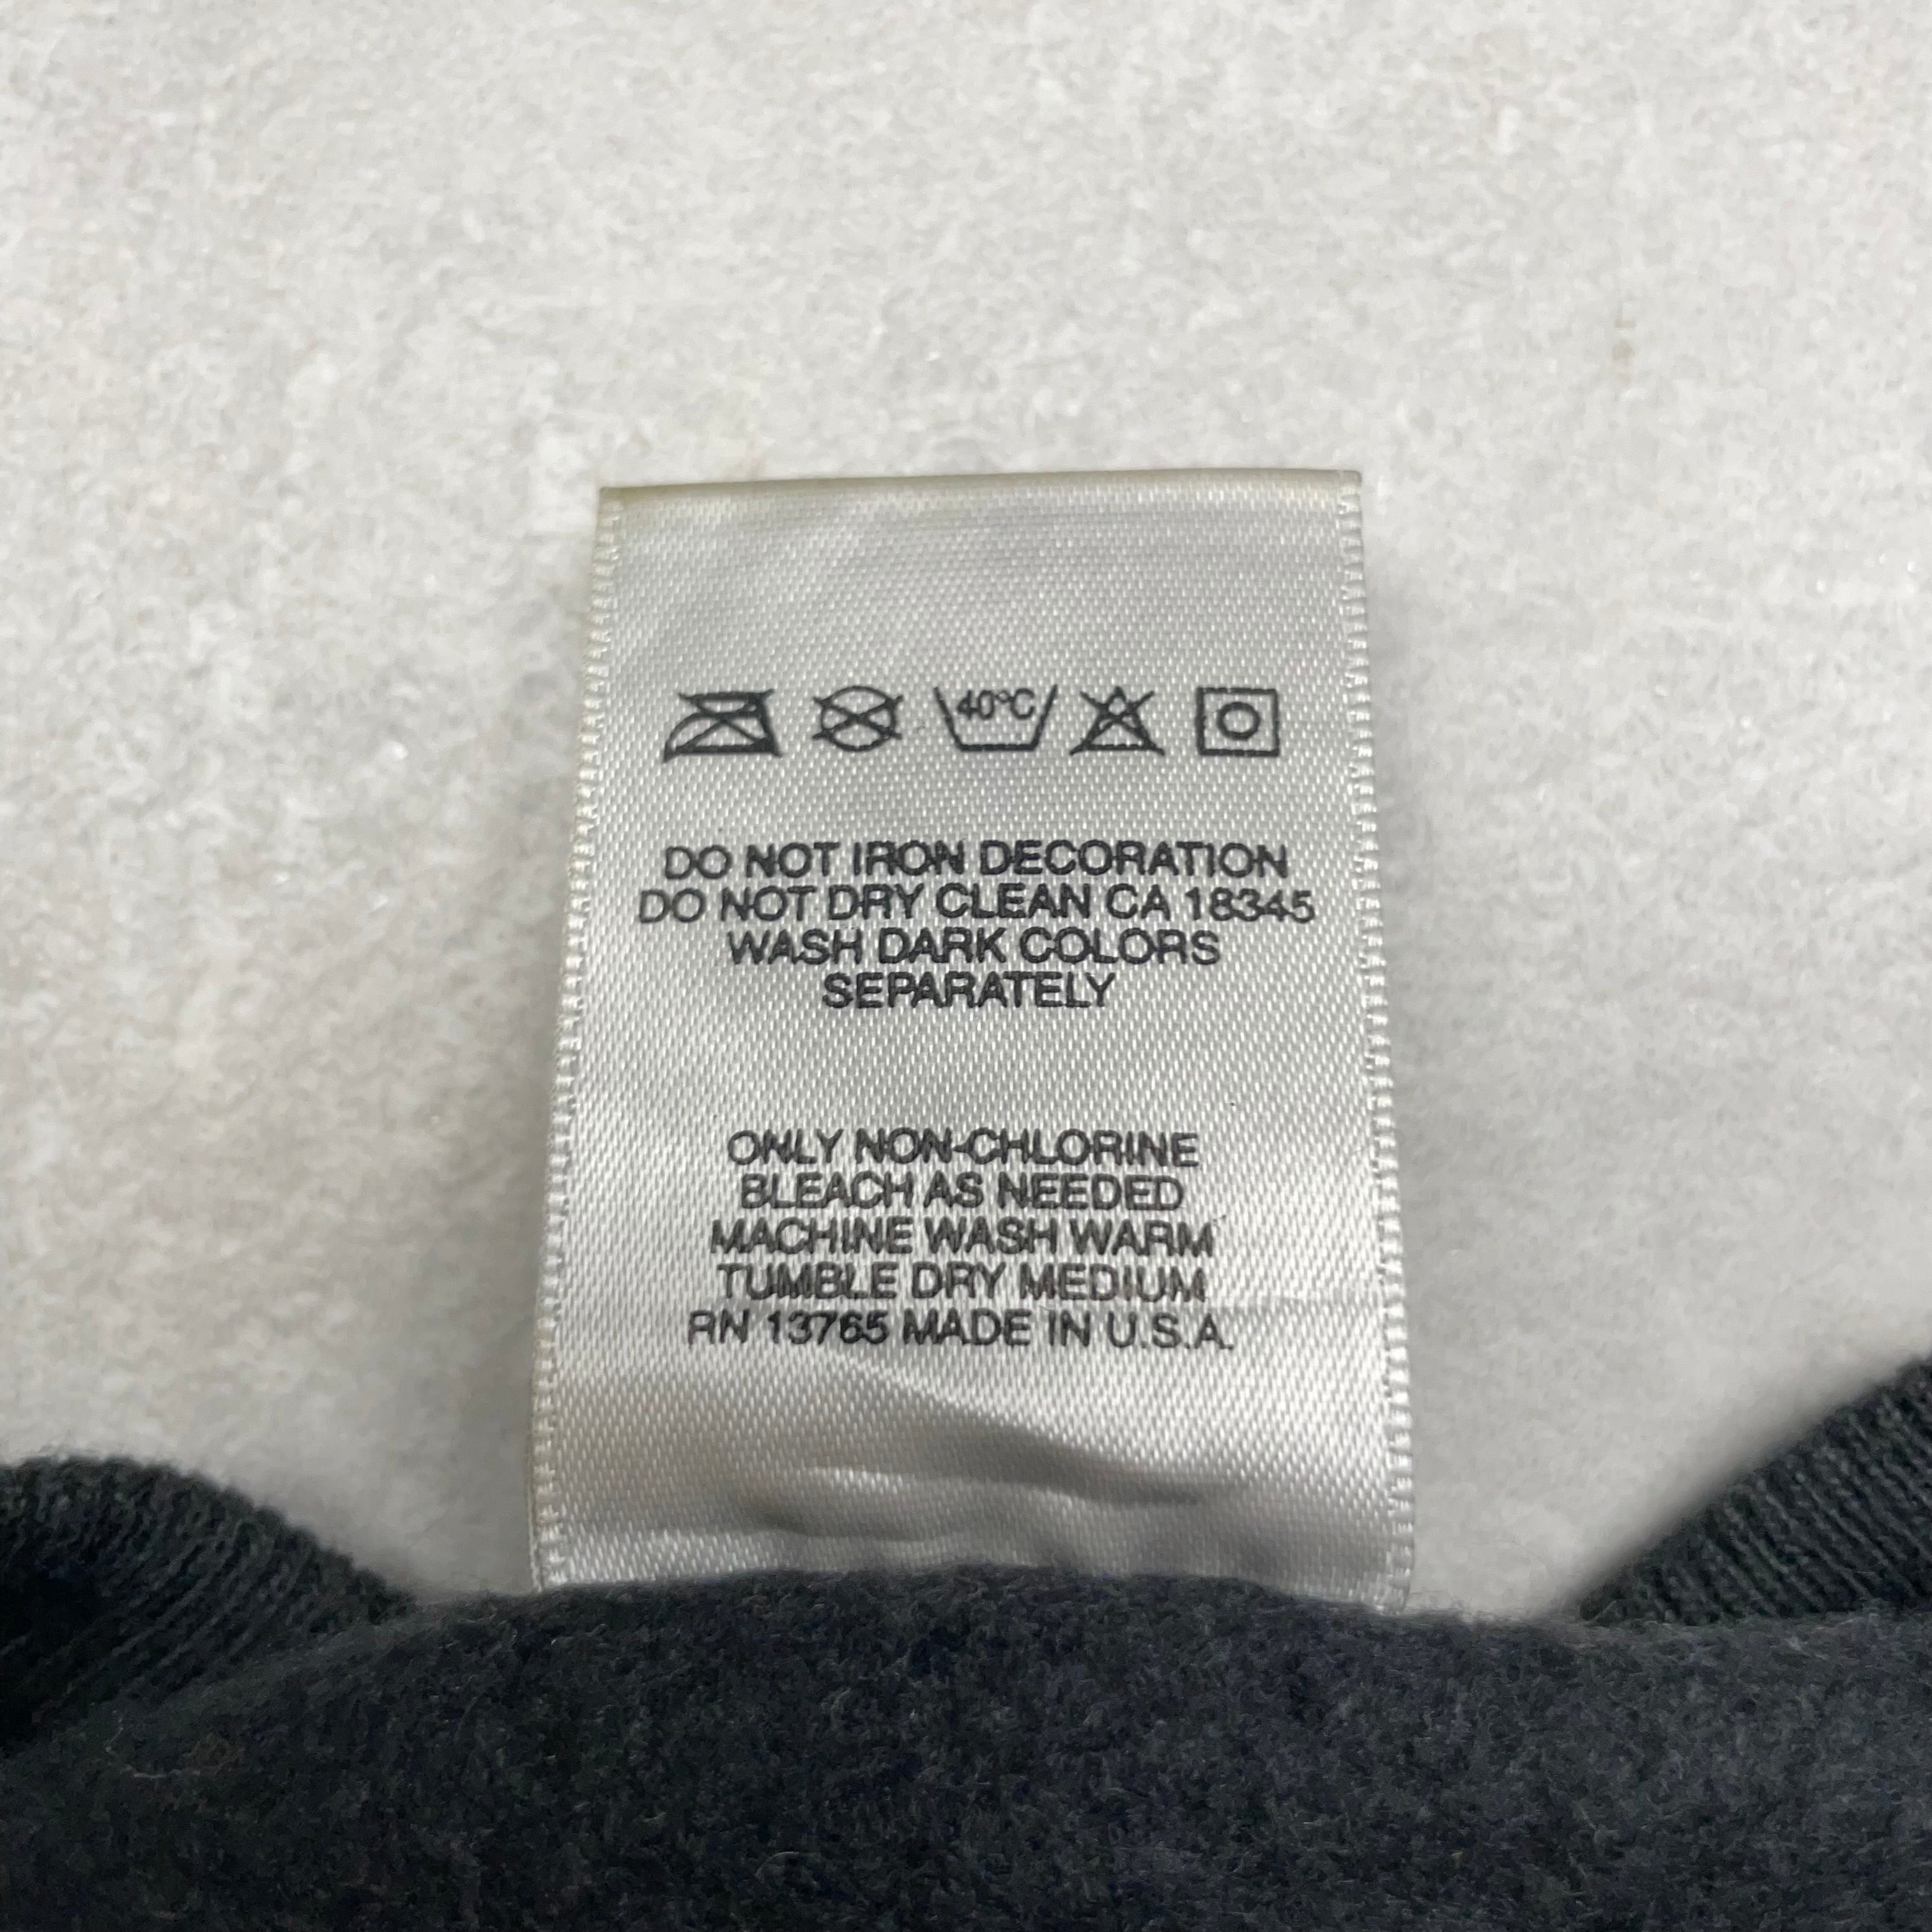 40°C
DO NOT IRON DECORATION
DO NOT DRY CLEAN CA 18345
WASH DARK COLORS
SEPARATELY
ONLY NON-CHLORINE
BLEACH AS NEEDED
MACHINE WASH WARM
TUMBLE DRY MEDIUM
RN 13765 MADE IN U.S.A.